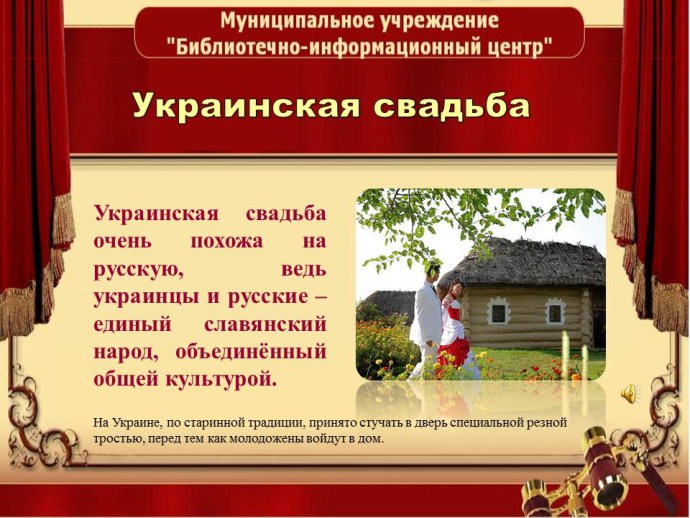 Муниципальное учреждение
"Библиотечно-информационный центр"
Украинская свадьба
Украинская свадьба
очень похожа на
русскую, ведь
украинцы и русские –
единый славянский
народ, объединённый
общей культурой.
На Украине, по старинной традиции, принято стучать в дверь специальной резной
тростью, перед тем как молодожены войдут в дом.